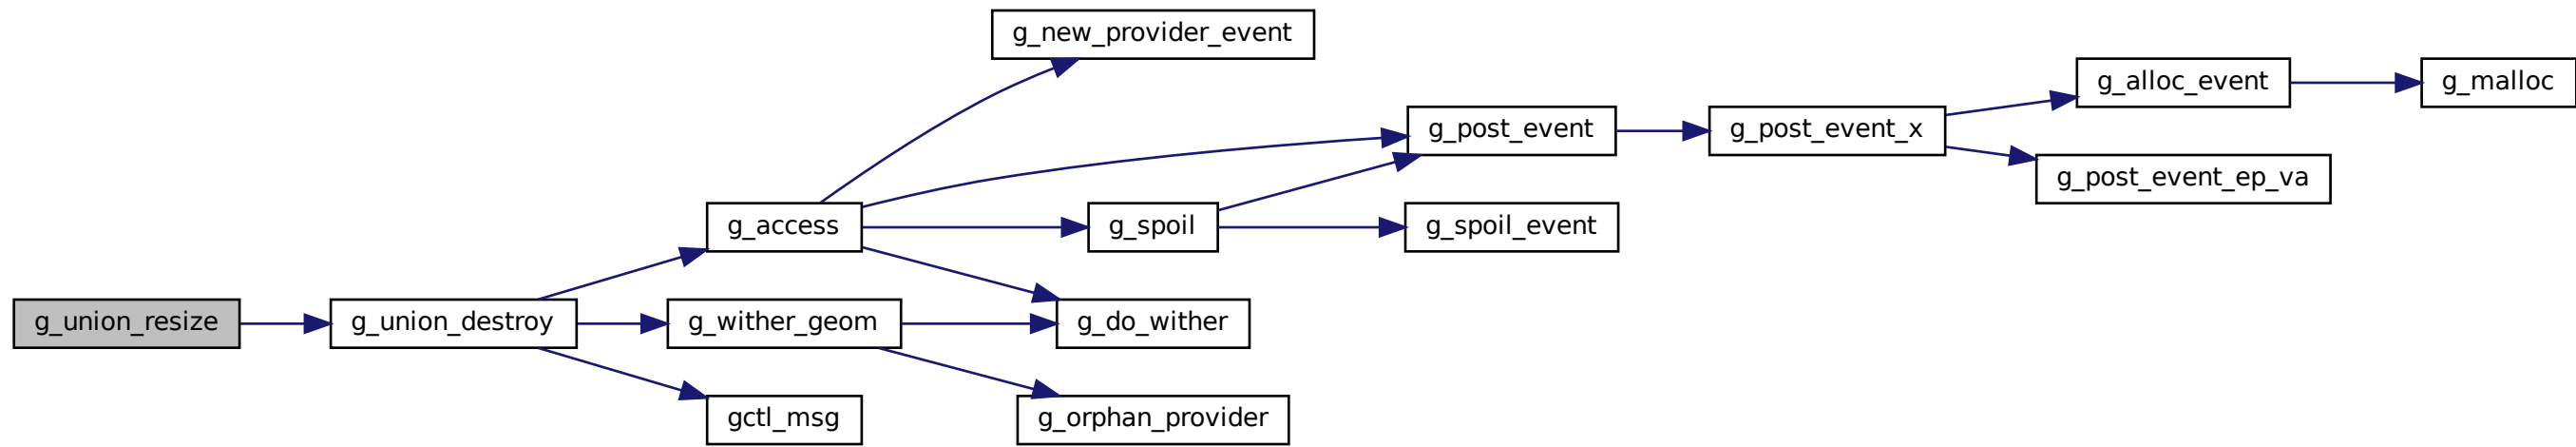 g_new_provider_event
g_alloc_event
g_malloc
g_post_event
g_post_event_x
g_post_event_ep_va
g_access
g_spoil
g_spoil_event
g_union_resize
g_union_destroy
g_wither_geom
g_do_wither
gctl_msg
g_orphan_provider